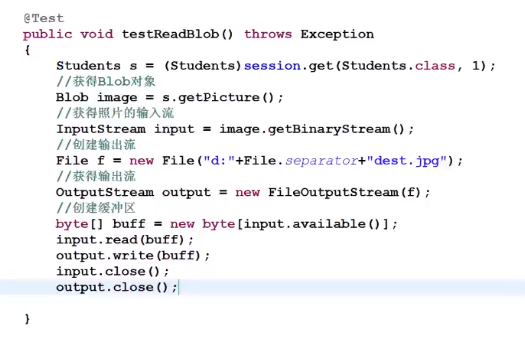 @Test
public void testReadBlob() throws Exception
{
Students s = (Students)session.get(Students.class, 1);
//获得Blob对象
Blob image = s.getPicture();
//获得照片的输入流
InputStream input = image.getBinaryStream();
//创建输出流
File f = new File("d:"+File.separator+"dest.jpg");
//获得输出流
OutputStream output = new FileOutputStream(f);
//创建缓冲区
byte[] buff = new byte[input.available()];
input.read(buff);
output.write(buff);
input.close();
output.close();
}